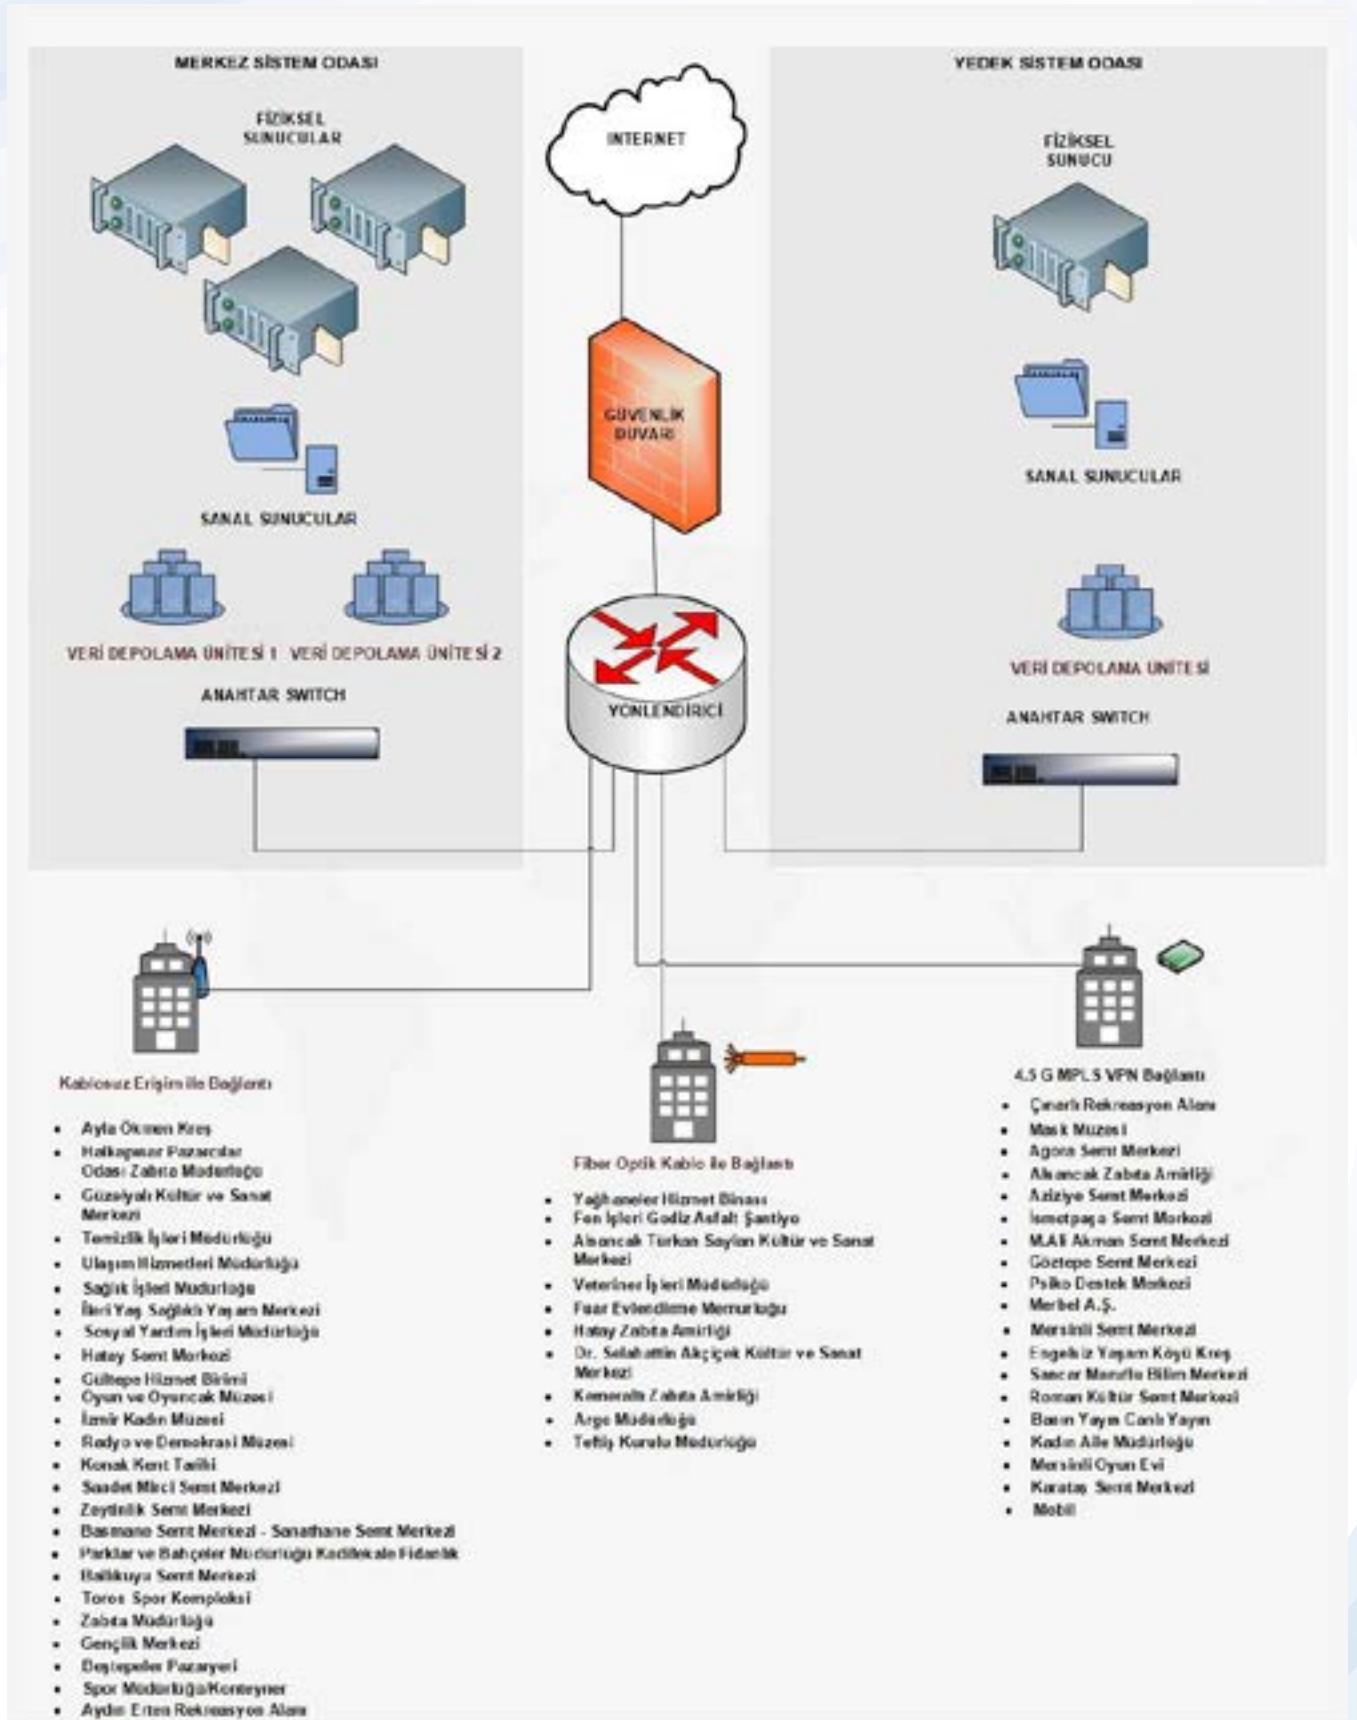 MERKEZ SİSTEM ODASI
FİZİKSEL
SUNUCULAR
SANAL SUNUCULAR
VERİ DEPOLAMA ÜNİTESİ 1 VERİ DEPOLAMA ÜNİTESİ 2
ANAHTAR SWITCH
INTERNET
GÜVENLİK
DUVARI
YÖNLENDİRİCİ
YEDEK SİSTEM ODASI
FİZİKSEL
SUNUCU
SANAL SUNUCULAR
VERİ DEPOLAMA ÜNİTESİ
ANAHTAR SWITCH
Kablosuz Erişim ile Bağlantı
• Ayla Ökmen Kreş
• Halkapınar Pazarcılar
Odası Zabıta Müdürlüğü
• Güzelyalı Kültür ve Sanat
Merkezi
• Temizlik İşleri Müdürlüğü
• Ulaşım Hizmetleri Müdürlüğü
• Sağlık İşleri Müdürlüğü
• İleri Yaş Sağlıklı Yaşam Merkezi
• Sosyal Yardım İşleri Müdürlüğü
• Hatay Semt Merkezi
• Gültepe Hizmet Birimi
• Oyun ve Oyuncak Müzesi
• İzmir Kadın Müzesi
• Radyo ve Demokrasi Müzesi
• Konak Kent Tarihi
• Saadet Mirci Semt Merkezi
• Zeytinlik Semt Merkezi
• Basmane Semt Merkezi - Sanathane Semt Merkezi
• Parklar ve Bahçeler Müdürlüğü Kadifekale Fidanlık
• Ballıkuyu Semt Merkezi
• Toros Spor Kompleksi
• Zabıta Müdürlüğü
• Gençlik Merkezi
• Beştepeler Pazaryeri
• Spor Müdürlüğü/Konteyner
• Aydın Erten Rekreasyon Alanı
Fiber Optik Kablo ile Bağlantı
• Yağhaneler Hizmet Binası
• Fen İşleri Gediz Asfalt Şantiye
• Alsancak Türkan Saylan Kültür ve Sanat
Merkezi
• Veteriner İşleri Müdürlüğü
• Fuar Evlendirme Memurluğu
• Hatay Zabıta Amirliği
• Dr. Selahattin Akçiçek Kültür ve Sanat
Merkezi
• Kemeraltı Zabıta Amirliği
• Arge Müdürlüğü
• Teftiş Kurulu Müdürlüğü
4.5 G MPLS VPN Bağlantı
• Çınarlı Rekreasyon Alanı
• Mask Müzesi
• Agora Semt Merkezi
• Alsancak Zabıta Amirliği
• Aziziye Semt Merkezi
• İsmetpaşa Semt Merkezi
• M.Ali Akman Semt Merkezi
• Göztepe Semt Merkezi
• Psiko Destek Merkezi
• Merbel A.Ş.
• Mersinli Semt Merkezi
• Engelsiz Yaşam Köyü Kreş
• Sancar Maruflu Bilim Merkezi
• Roman Kültür Semt Merkezi
• Basın Yayın Canlı Yayın
• Kadın Aile Müdürlüğü
• Mersinli Oyun Evi
• Karataş Semt Merkezi
• Mobil